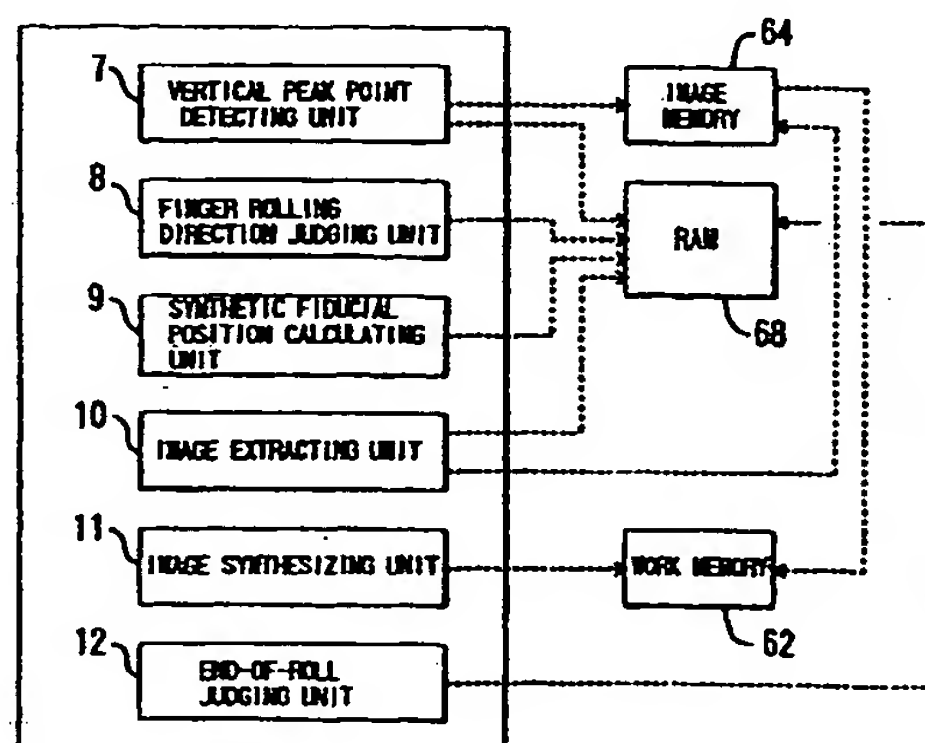 64
7
VERTICAL PEAK POINT
DETECTING UNIT
IMAGE
MEMORY
8
FINGER ROLLING
DIRECTION JUDGING UNIT
RAM
9
SYNTHETIC FIDUCIAL
POSITION CALCULATING
UNIT
68
10
IMAGE EXTRACTING UNIT
11
IMAGE SYNTHESIZING UNIT
WORK MEMORY
62
12
END-OF-ROLL
JUDGING UNIT